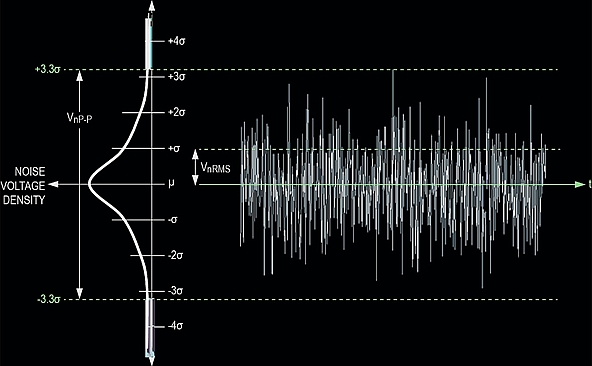 +4σ
+3.3σ
+3σ
VnP-P
+2σ
+σ
VnRMS
NOISE
VOLTAGE
DENSITY
μ
t
-σ
-2σ
-3σ
-3.3σ
-4σ